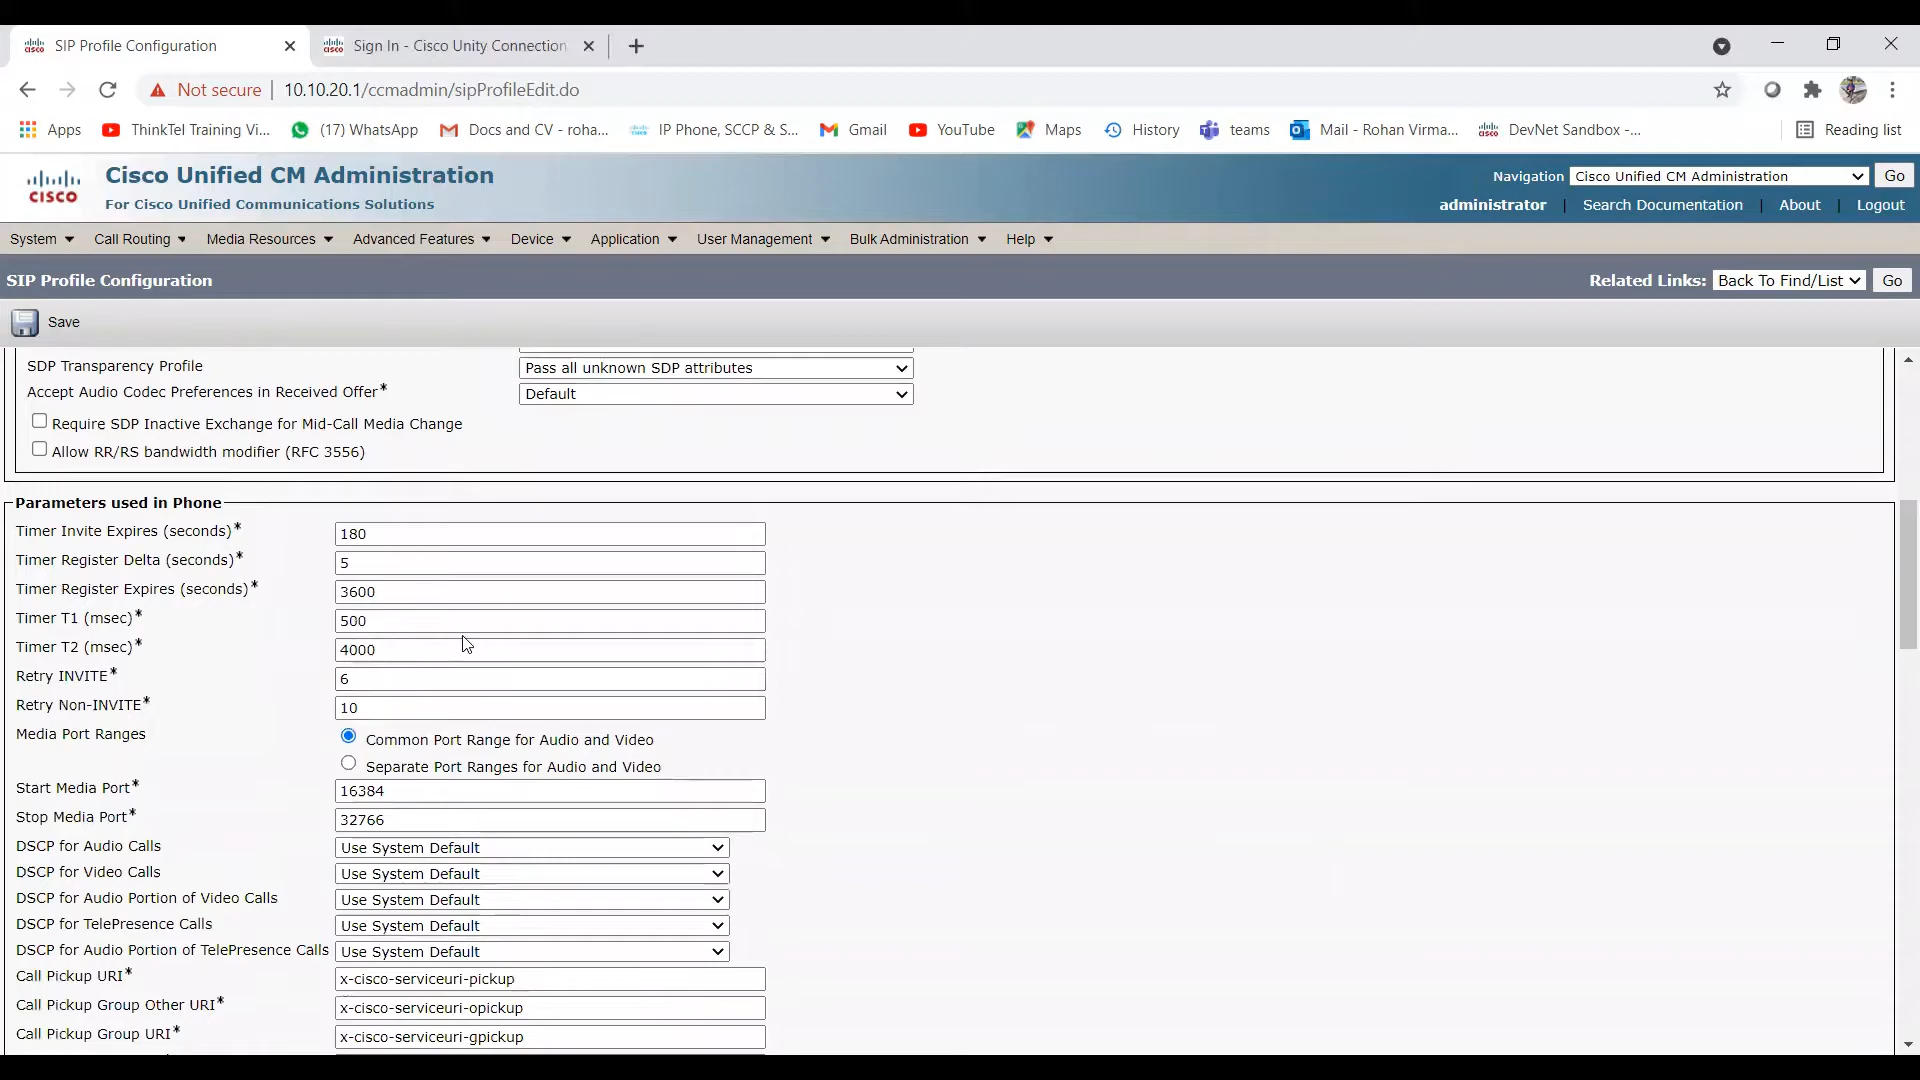 SIP Profile Configuration
Sign In - Cisco Unity Connection
Not secure | 10.10.20.1/ccmadmin/sipProfileEdit.do
Apps ThinkTel Training Vi... (17) WhatsApp Docs and CV - roha... IP Phone, SCCP & S... Gmail YouTube Maps History teams Mail - Rohan Virma... DevNet Sandbox -... Reading list
CISCO
Cisco Unified CM Administration
For Cisco Unified Communications Solutions
Navigation Cisco Unified CM Administration Go
administrator | Search Documentation | About | Logout
System Call Routing Media Resources Advanced Features Device Application User Management Bulk Administration Help
SIP Profile Configuration
Related Links: Back To Find/List Go
Save
SDP Transparency Profile Pass all unknown SDP attributes
Accept Audio Codec Preferences in Received Offer* Default
Require SDP Inactive Exchange for Mid-Call Media Change
Allow RR/RS bandwidth modifier (RFC 3556)
Parameters used in Phone
Timer Invite Expires (seconds)* 180
Timer Register Delta (seconds)* 5
Timer Register Expires (seconds)* 3600
Timer T1 (msec)* 500
Timer T2 (msec)* 4000
Retry INVITE* 6
Retry Non-INVITE* 10
Media Port Ranges Common Port Range for Audio and Video
Separate Port Ranges for Audio and Video
Start Media Port* 16384
Stop Media Port* 32766
DSCP for Audio Calls Use System Default
DSCP for Video Calls Use System Default
DSCP for Audio Portion of Video Calls Use System Default
DSCP for TelePresence Calls Use System Default
DSCP for Audio Portion of TelePresence Calls Use System Default
Call Pickup URI* x-cisco-serviceuri-pickup
Call Pickup Group Other URI* x-cisco-serviceuri-opickup
Call Pickup Group URI* x-cisco-serviceuri-gpickup